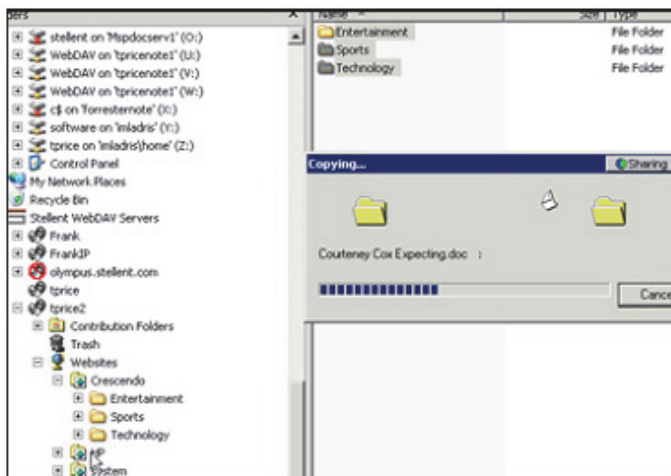 ders
Name
Size
Type
stellent on 'Mspdocserv1' (O:)
WebDAV on 'tpricenote1' (U:)
WebDAV on 'tpricenote1' (V:)
WebDAV on 'tpricenote1' (W:)
c$ on 'Forresternote' (X:)
software on 'mladris' (Y:)
tprice on 'imladris\home' (Z:)
Control Panel
My Network Places
Recycle Bin
Stellent WebDAV Servers
Frank
FrankIP
olympus.stellent.com
tprice
tprice2
Contribution Folders
Trash
Websites
Crescendo
Entertainment
Sports
Technology
System
Entertainment
File Folder
Sports
File Folder
Technology
File Folder
Copying...
Sharing
Courteney Cox Expecting.doc
Cance